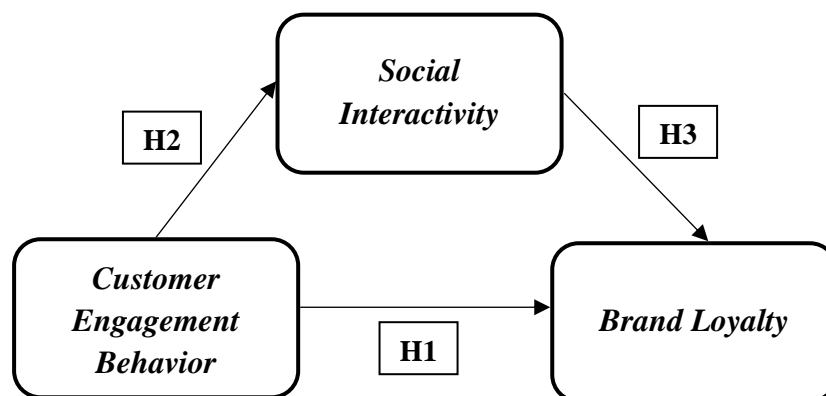 Social
Interactivity
H2
H3
Customer
Engagement
Behavior
Brand Loyalty
H1